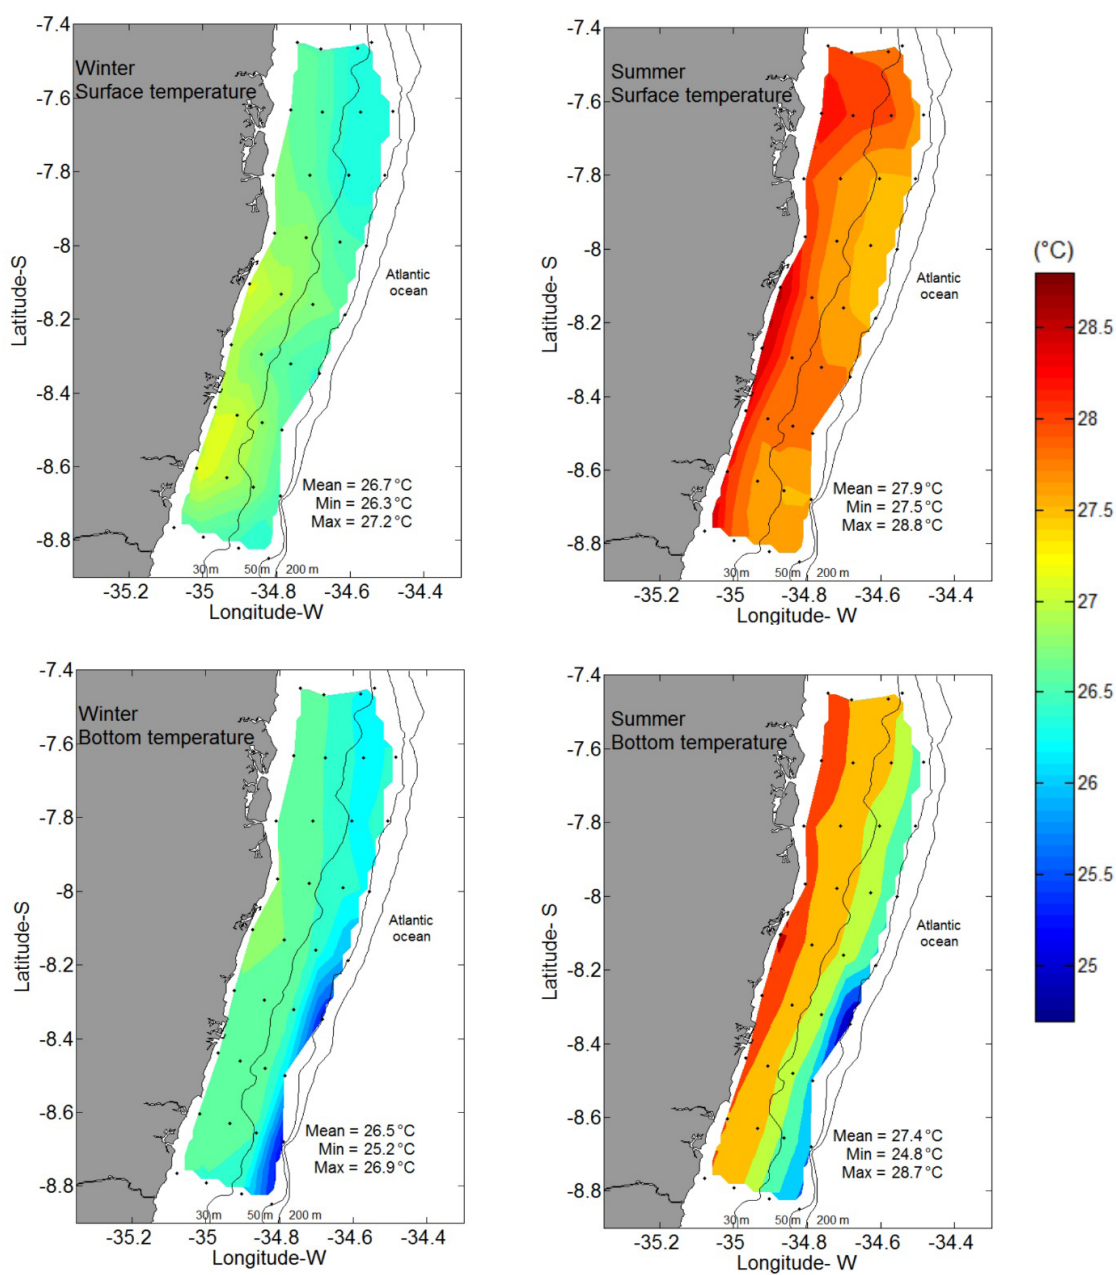 -7.4
-7.6
-7.8
-8
-8.2
-8.4
-8.6
-8.8
Latitude-S
Winter
Surface temperature
Atlantic
ocean
Mean = 26.7 °C
Min = 26.3 °C
Max = 27.2 °C
30 m 50 m 200 m
-35.2 -35 -34.8 -34.6 -34.4
Longitude-W
-7.4
-7.6
-7.8
-8
-8.2
-8.4
-8.6
-8.8
Latitude- S
Summer
Surface temperature
Atlantic
ocean
Mean = 27.9 °C
Min = 27.5 °C
Max = 28.8 °C
30 m 50 m 200 m
-35.2 -35 -34.8 -34.6 -34.4
Longitude- W
(°C)
28.5
28
27.5
27
26.5
26
25.5
25
-7.4
-7.6
-7.8
-8
-8.2
-8.4
-8.6
-8.8
Latitude-S
Winter
Bottom temperature
Atlantic
ocean
Mean = 26.5 °C
Min = 25.2 °C
Max = 26.9 °C
30 m 50 m 200 m
-35.2 -35 -34.8 -34.6 -34.4
Longitude-W
-7.4
-7.6
-7.8
-8
-8.2
-8.4
-8.6
-8.8
Latitude- S
Summer
Bottom temperature
Atlantic
ocean
Mean = 27.4 °C
Min = 24.8 °C
Max = 28.7 °C
30 m 50 m 200 m
-35.2 -35 -34.8 -34.6 -34.4
Longitude- W